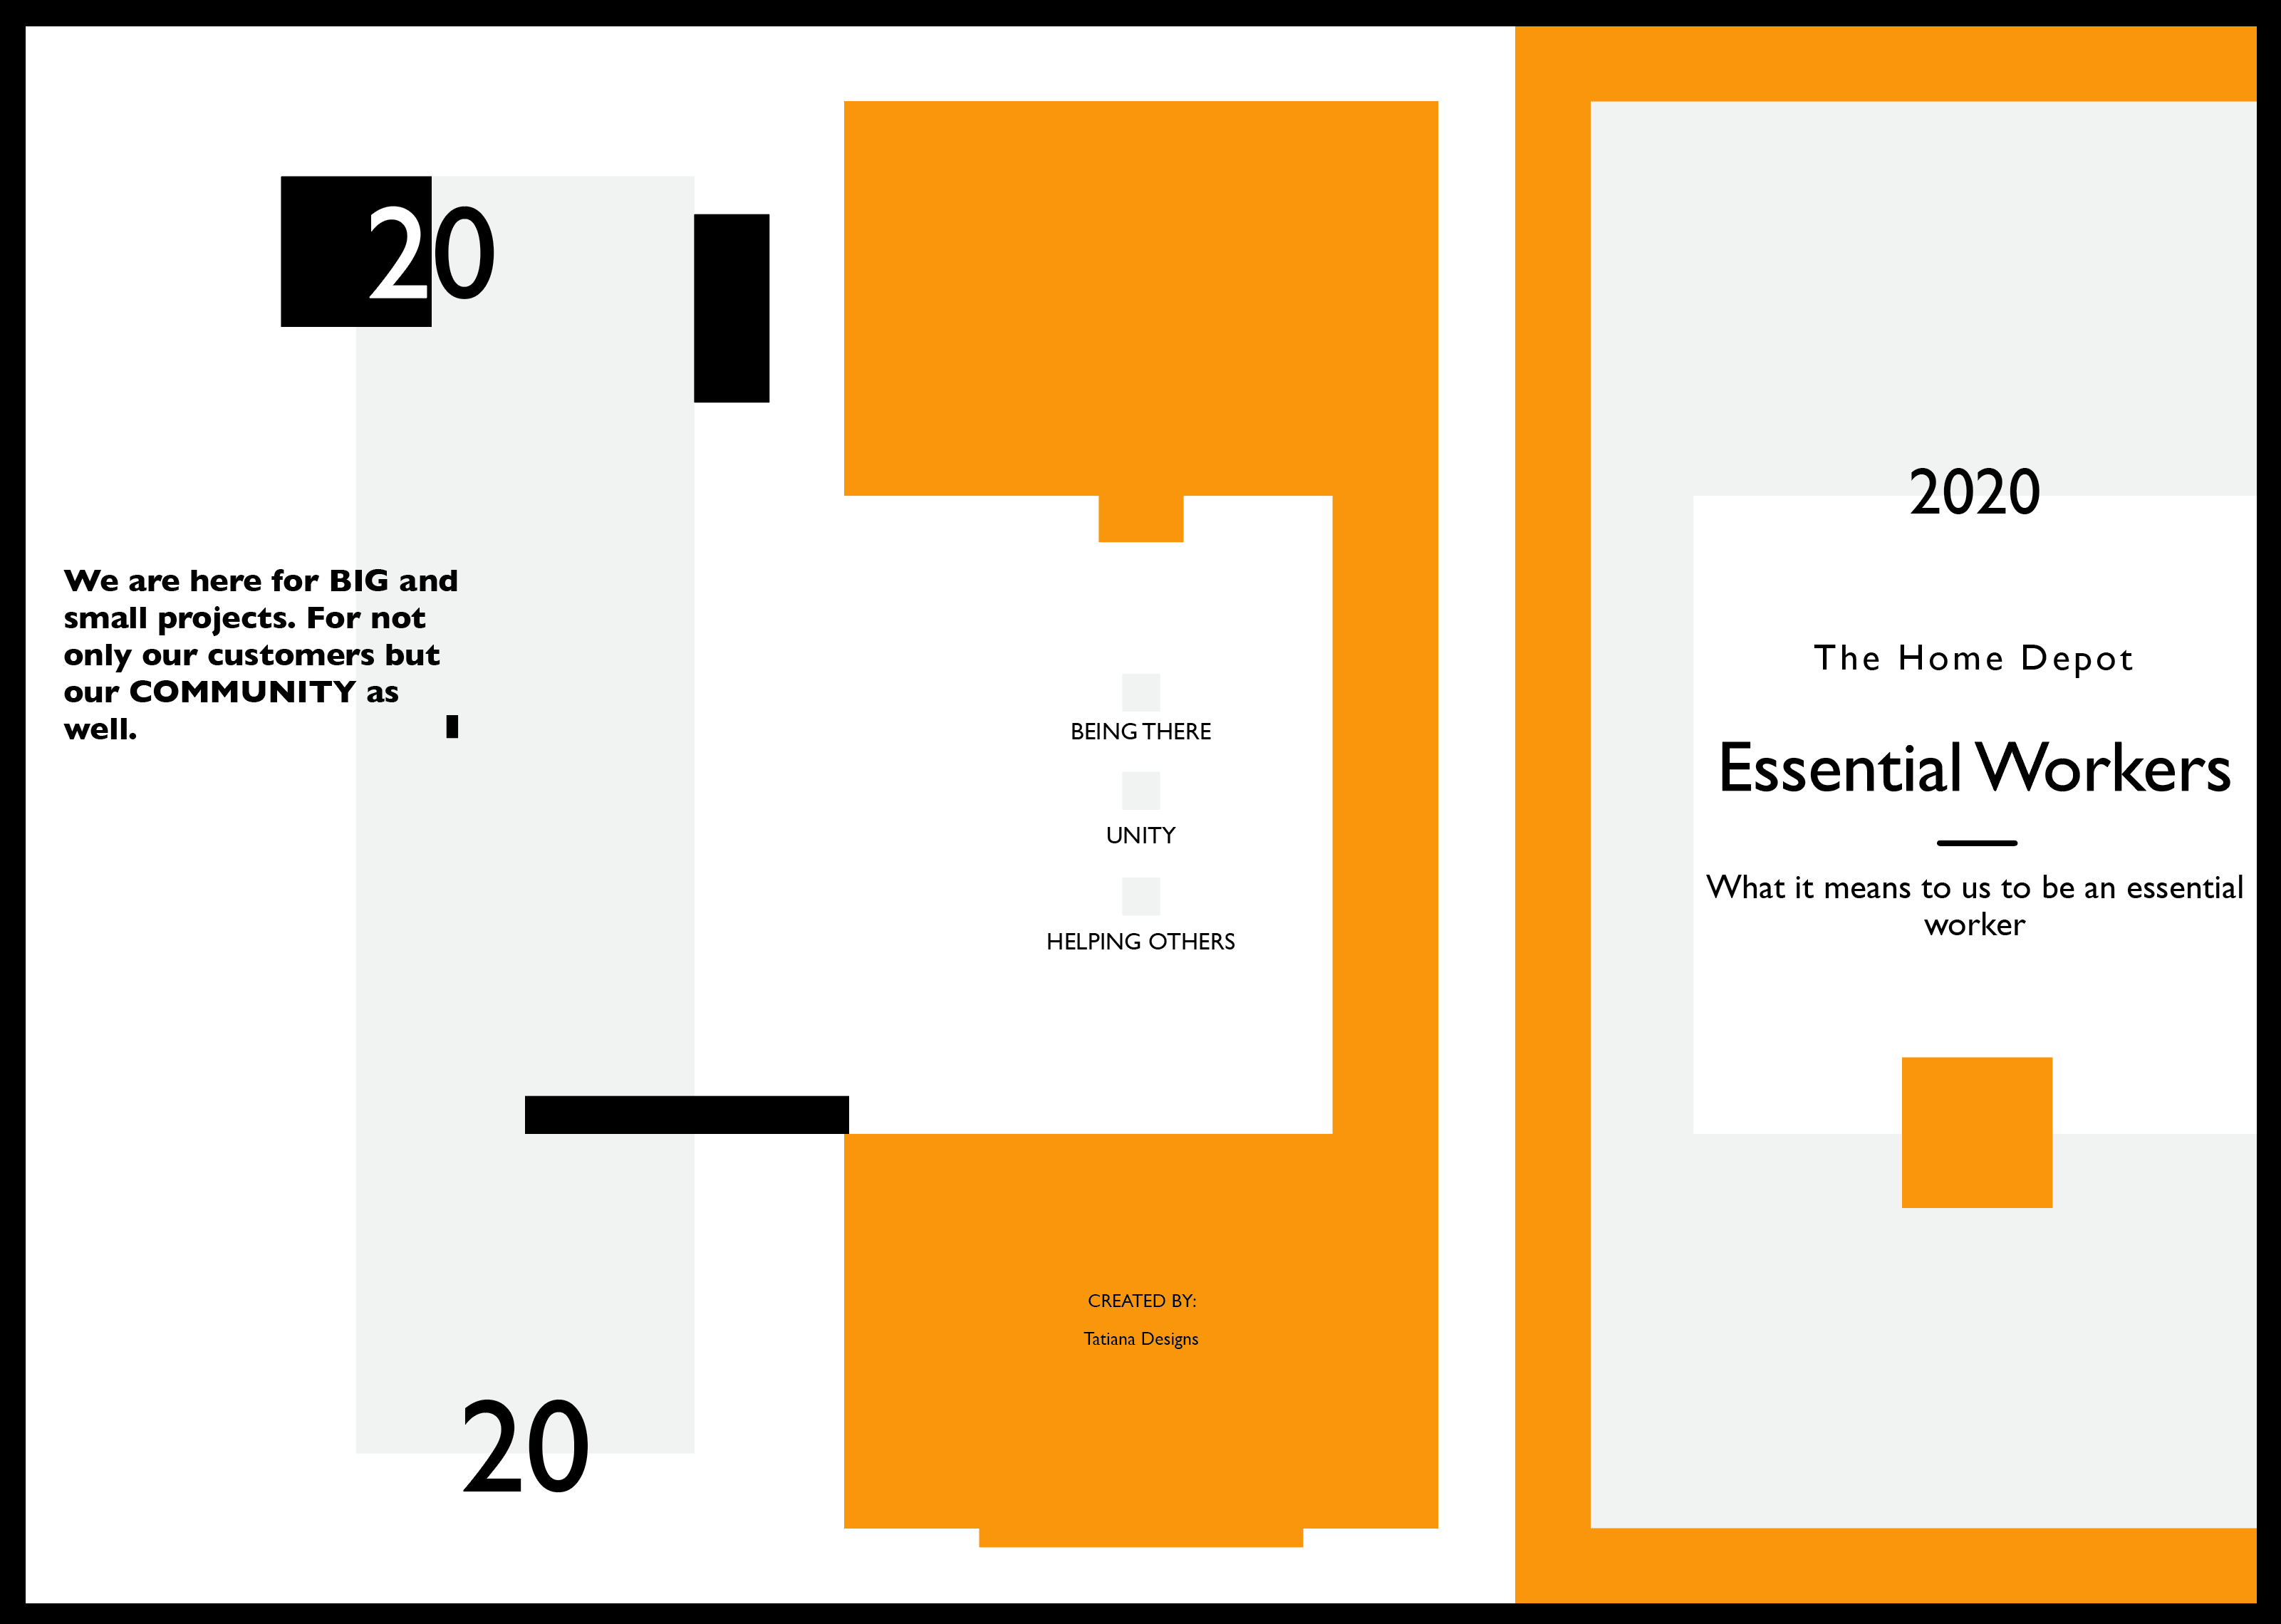 20
We are here for BIG and
small projects. For not
only our customers but
our COMMUNITY as
well.
20
BEING THERE
UNITY
HELPING OTHERS
CREATED BY:
Tatiana Designs
2020
The Home Depot
Essential Workers
What it means to us to be an essential
worker